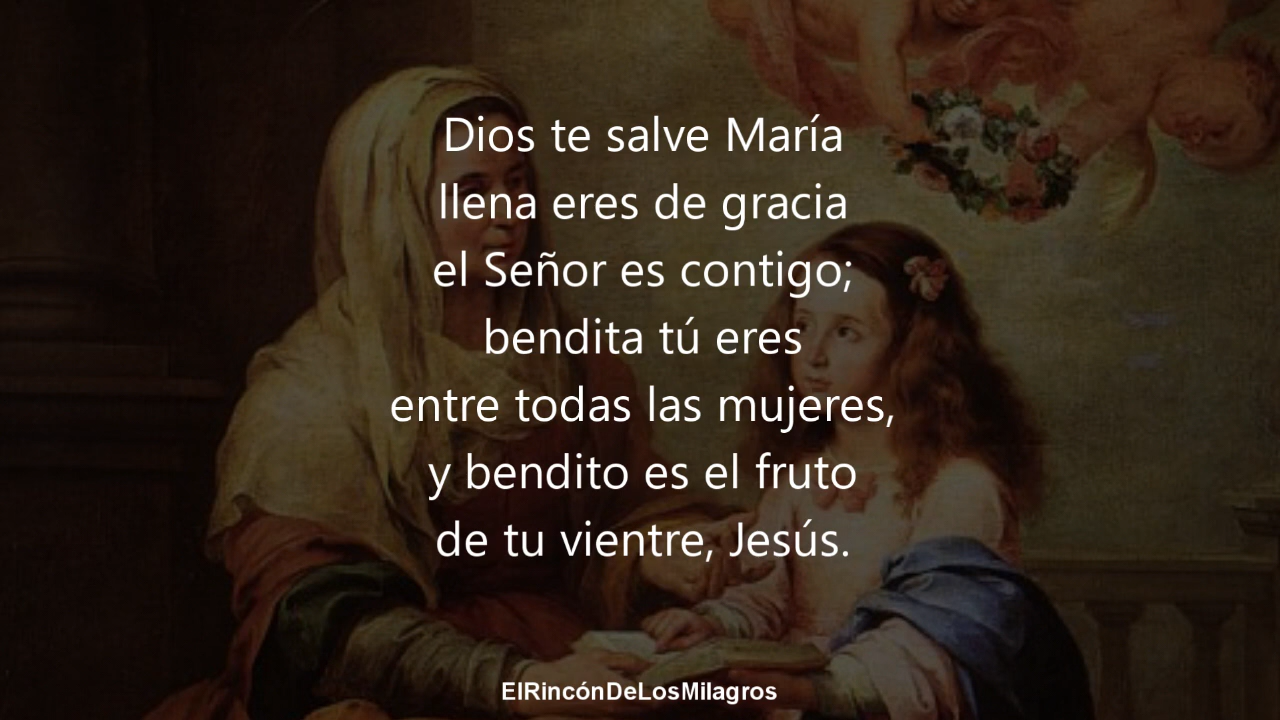 Dios te salve María
llena eres de gracia
el Señor es contigo;
bendita tú eres
entre todas las mujeres,
y bendito es el fruto
de tu vientre, Jesús.
ElRincónDeLosMilagros